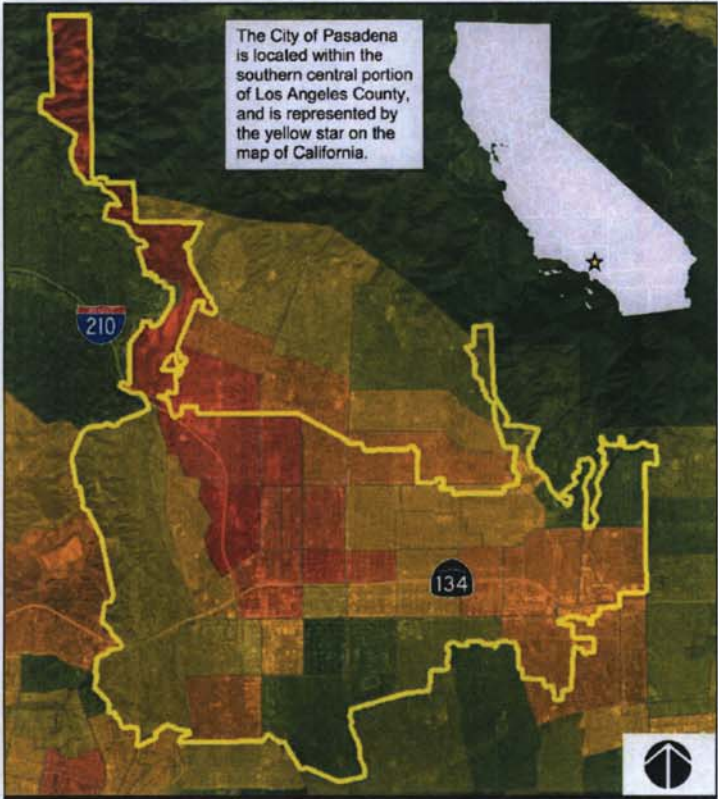 The City of Pasadena
is located within the
southern central portion
of Los Angeles County,
and is represented by
the yellow star on the
map of California.
210
134